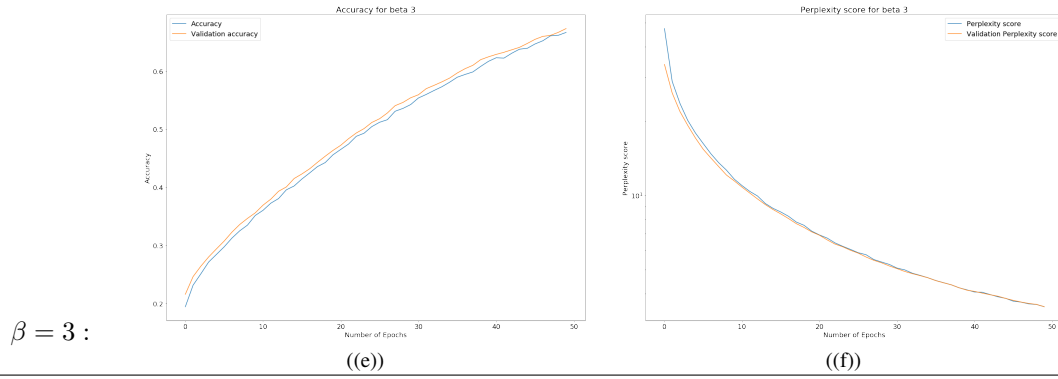 Accuracy for beta 3
Accuracy
Validation accuracy
0.6
0.5
0.4
0.3
0.2
Accuracy
0 10 20 30 40 50
Number of Epochs
Perplexity score for beta 3
Perplexity score
Validation Perplexity score
10¹
Perplexity score
0 10 20 30 40 50
Number of Epochs
β = 3 :
((e))
((f))